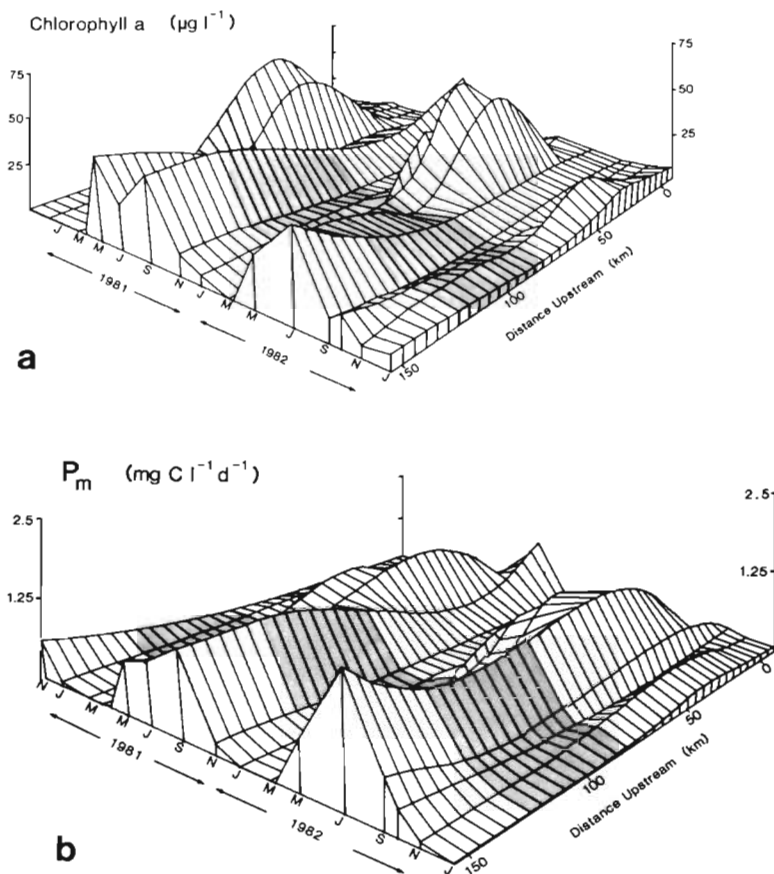 Chlorophyll a (µg l⁻¹)
75
50
25
75
50
25
J M M J S N J M M J S N J
1981
1982
150
100
50
0
Distance Upstream (km)
a
Pₘ (mg C l⁻¹ d⁻¹)
2.5
1.25
2.5
1.25
N J M M J S N J M M J S N J
1981
1982
150
100
50
0
Distance Upstream (km)
b